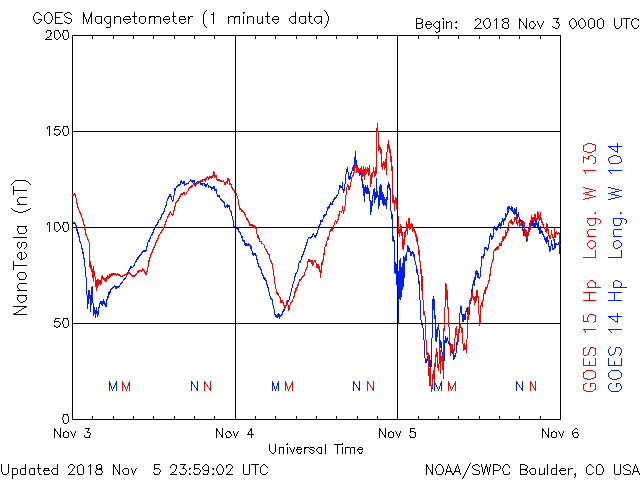 GOES Magnetometer (1 minute data)
Begin: 2018 Nov 3 0000 UTC
200
150
100
50
0
NanoTesla (nT)
M M N N M M N N M M N N
Nov 3 Nov 4 Nov 5 Nov 6
Universal Time
GOES 15 Hp Long. W 130
GOES 14 Hp Long. W 104
Updated 2018 Nov 5 23:59:02 UTC
NOAA/SWPC Boulder, CO USA